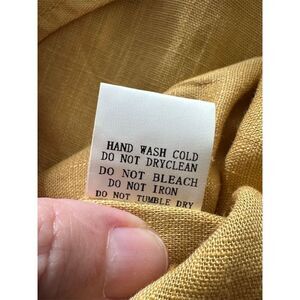 HAND WASH COLD
DO NOT DRYCLEAN
DO NOT BLEACH
DO NOT IRON
DO NOT TUMBLE DRY